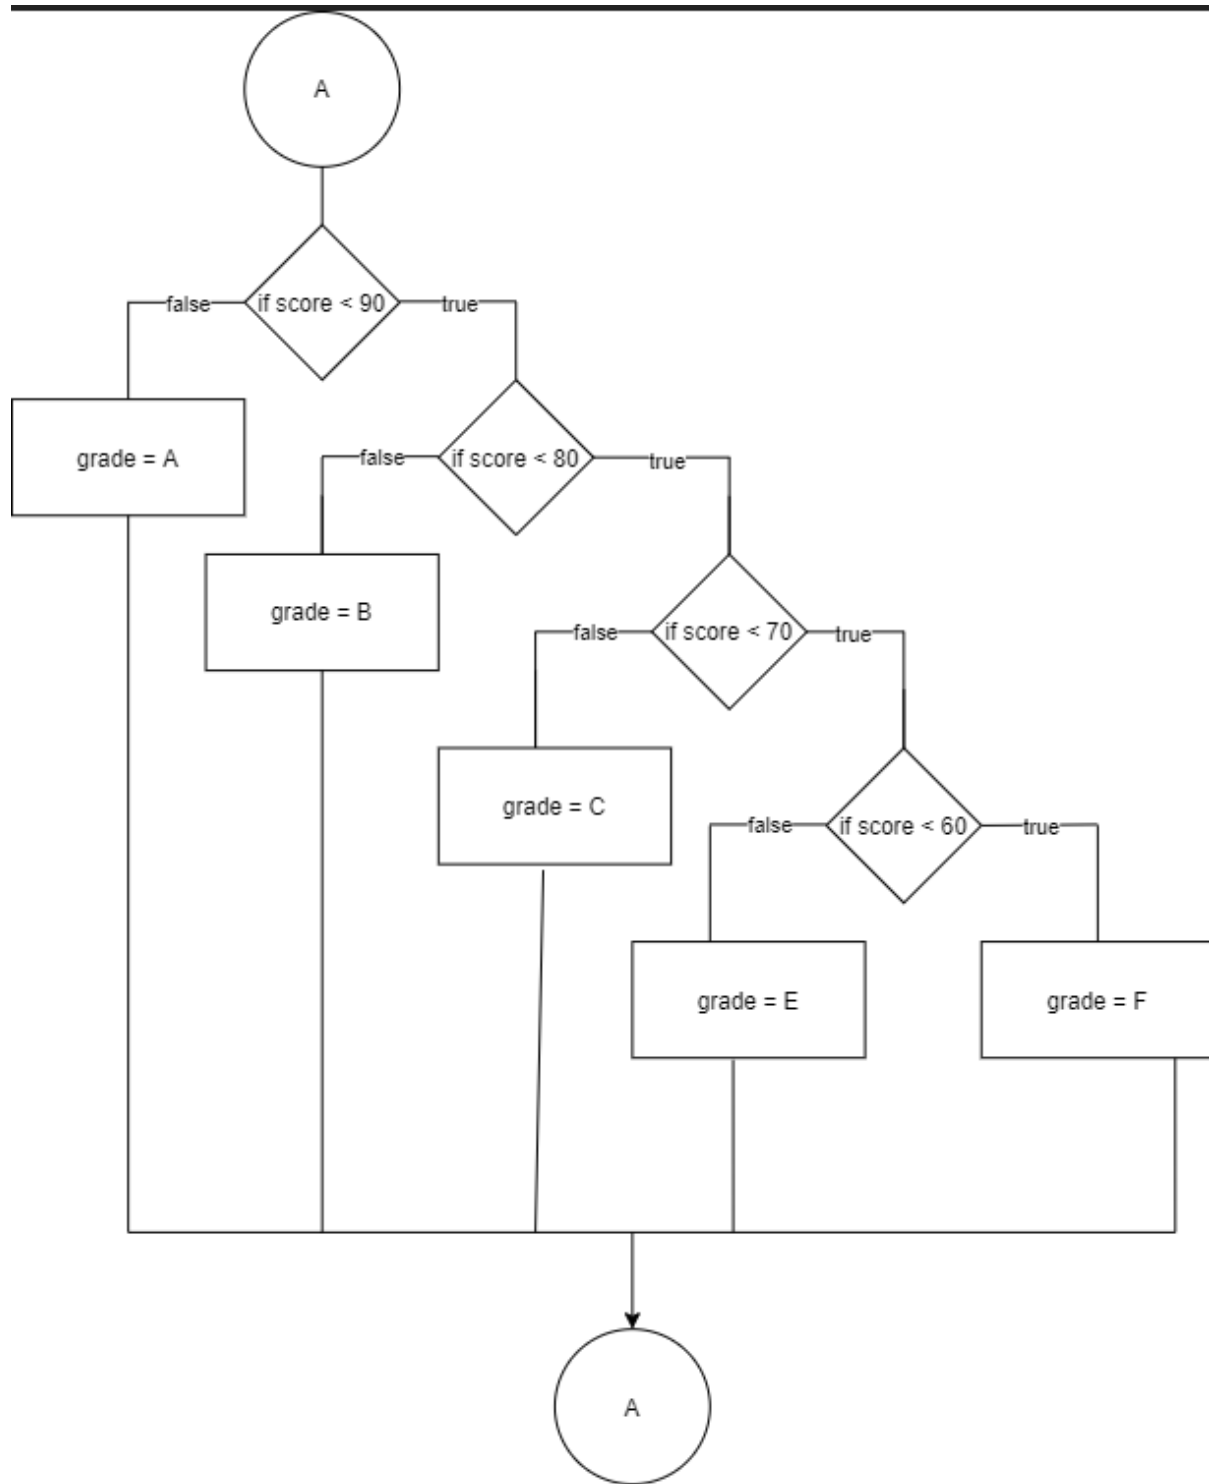 A
false
if score < 90
true
grade = A
false
if score < 80
true
grade = B
false
if score < 70
true
grade = C
false
if score < 60
true
grade = E
grade = F
A